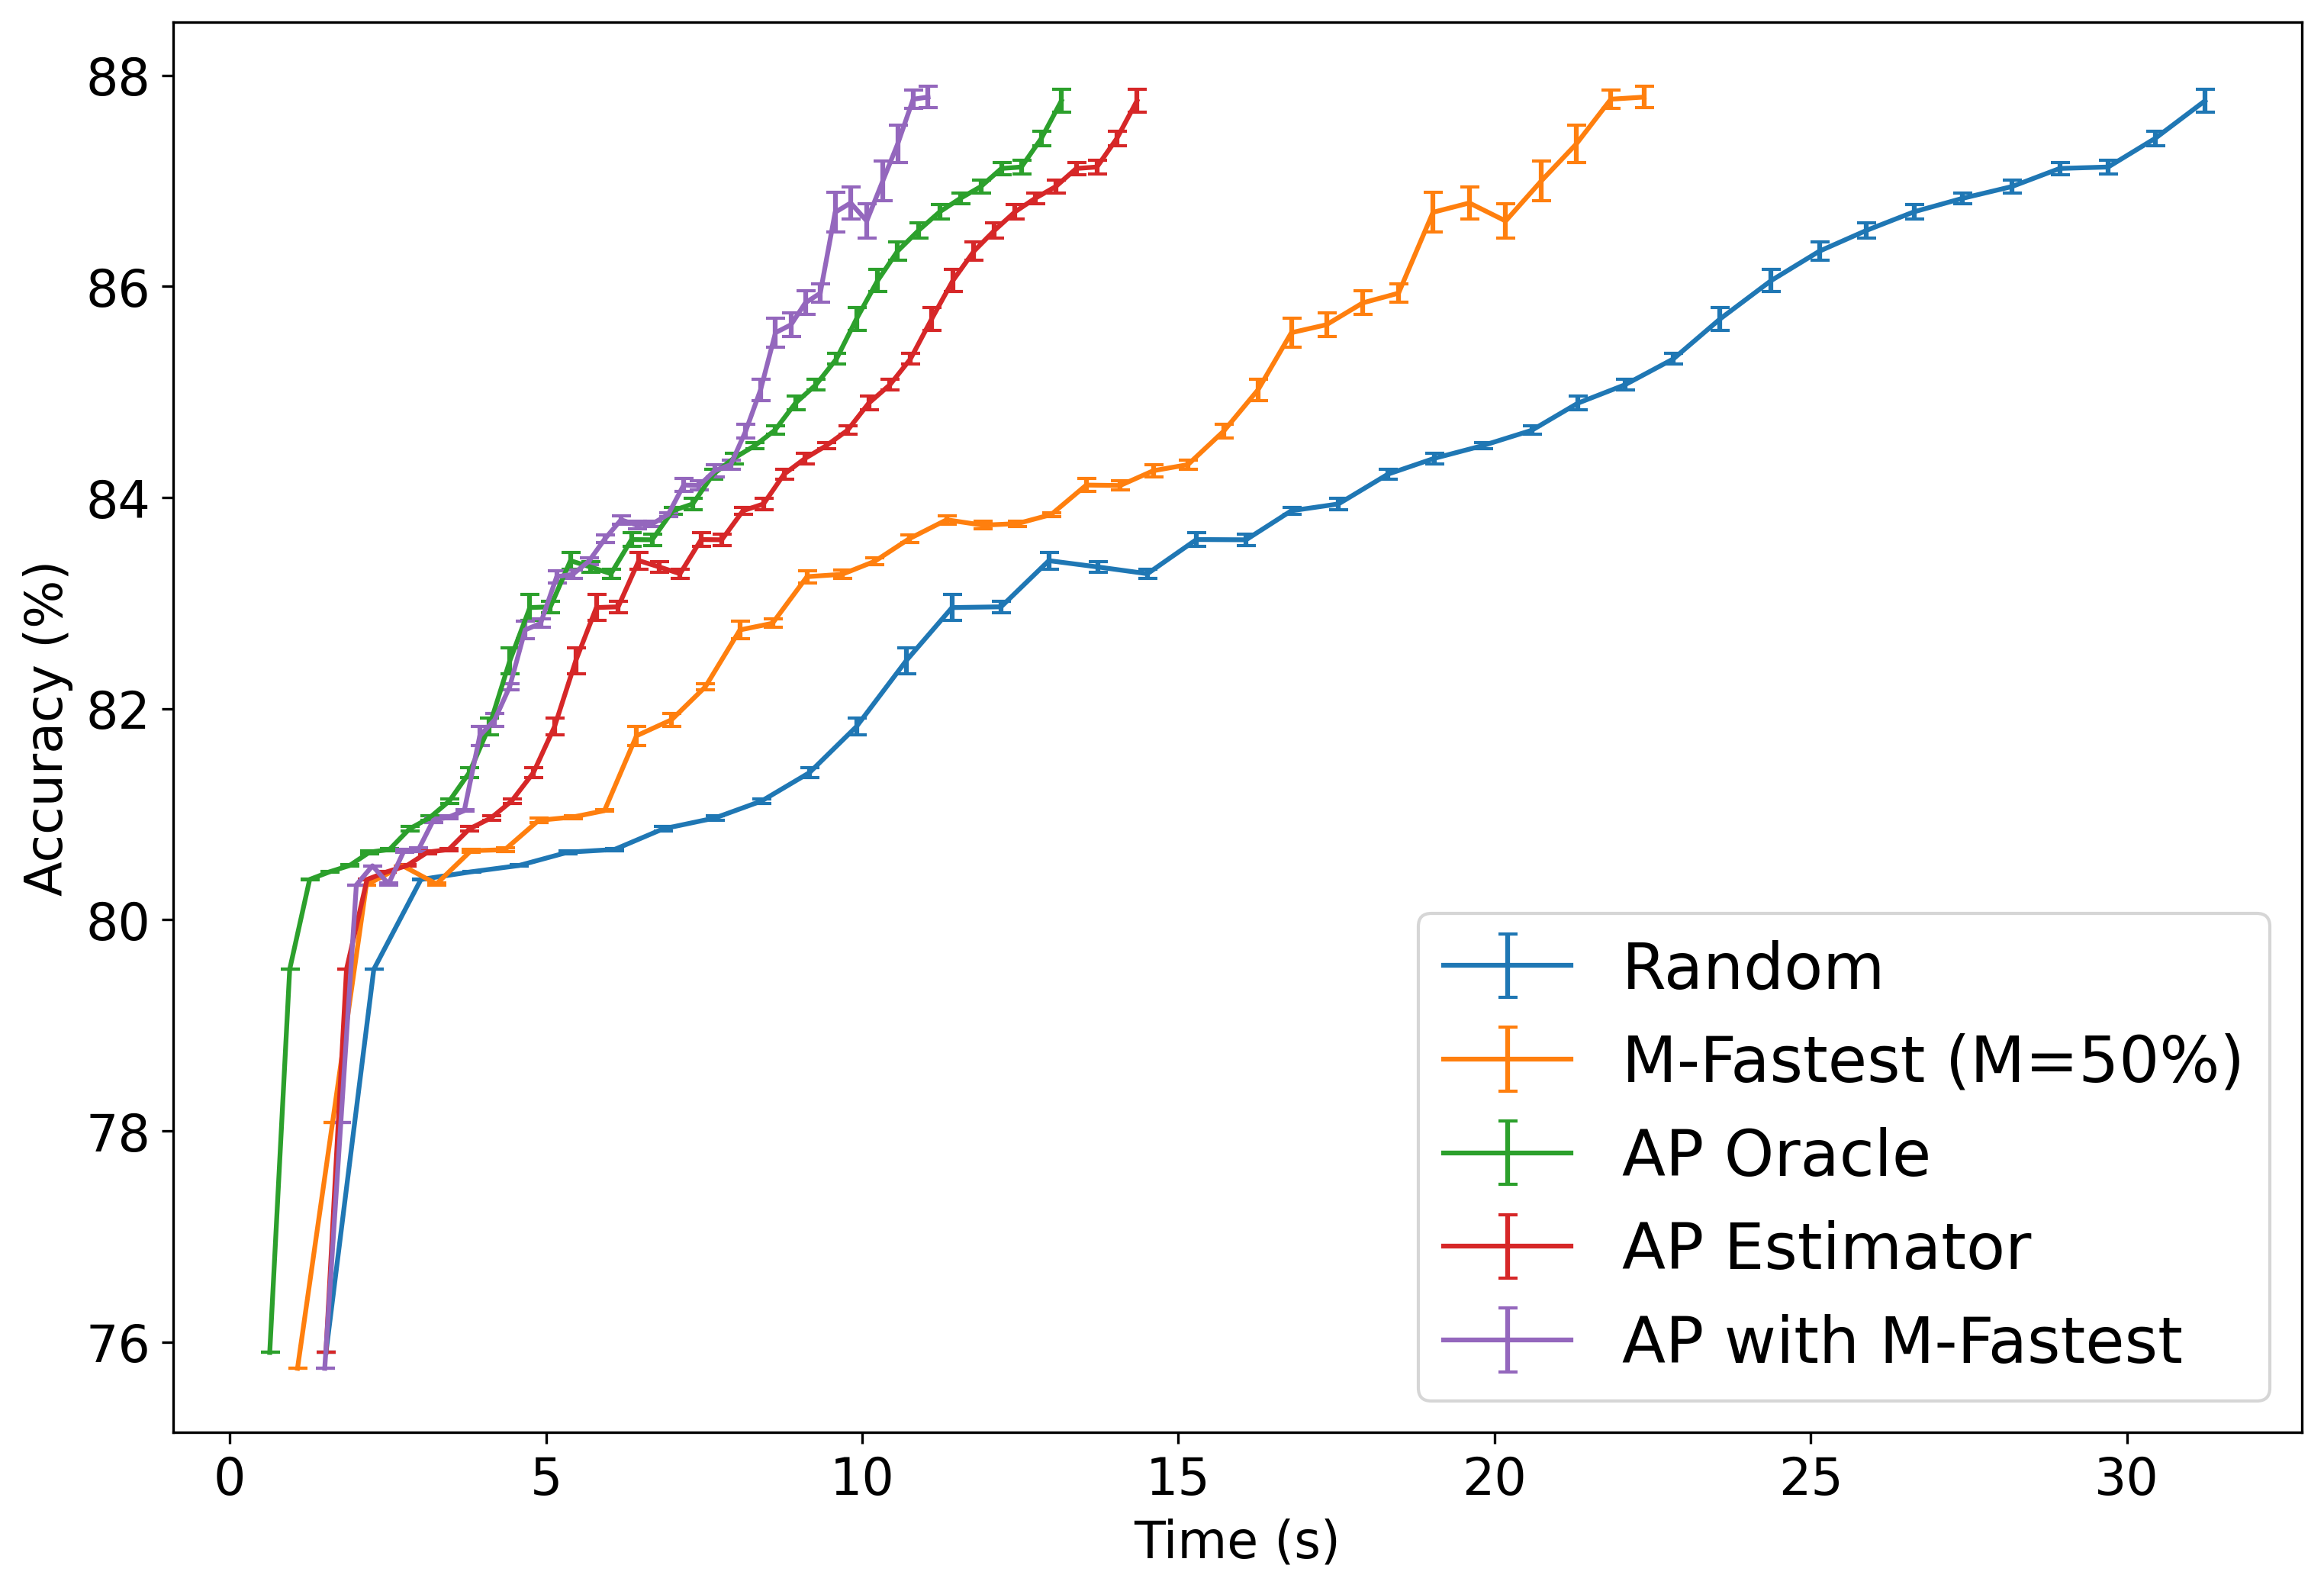 88
86
84
82
80
78
76
Accuracy (%)
0 5 10 15 20 25 30
Time (s)
Random
M-Fastest (M=50%)
AP Oracle
AP Estimator
AP with M-Fastest